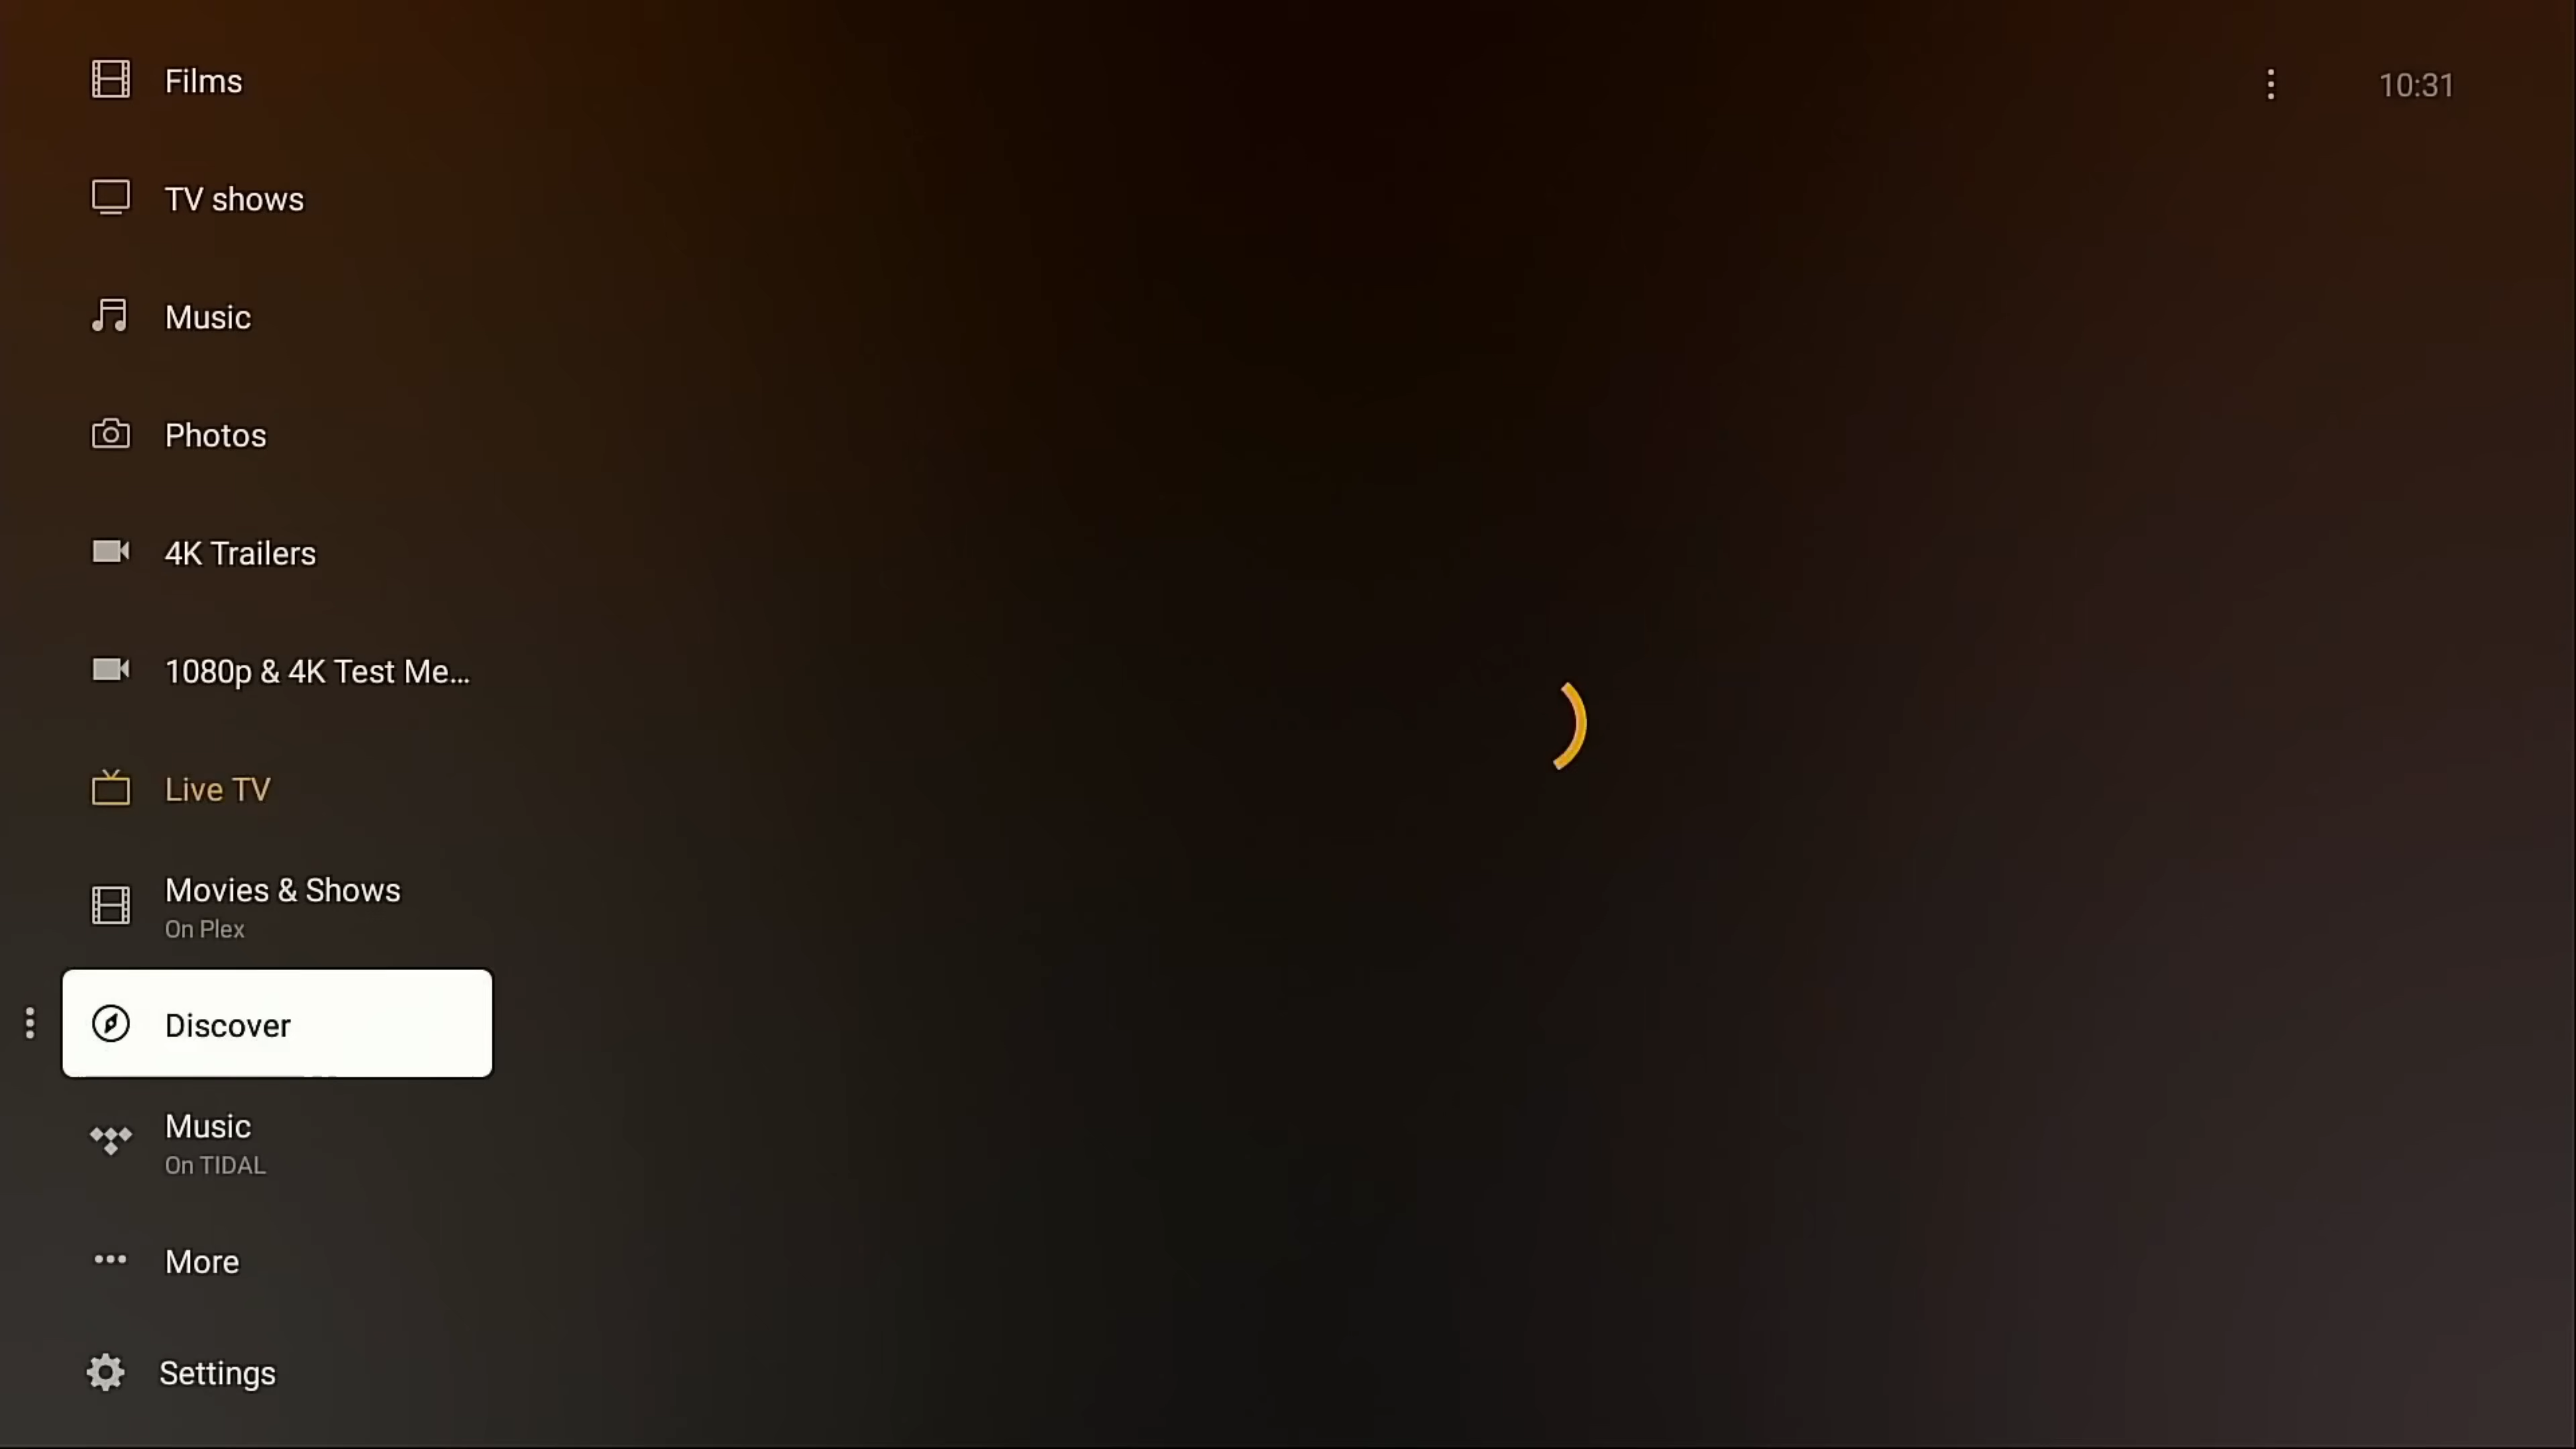 Films
10:31
TV shows
Music
Photos
4K Trailers
1080p & 4K Test Me...
Live TV
Movies & Shows
On Plex
Discover
Music
On TIDAL
More
Settings